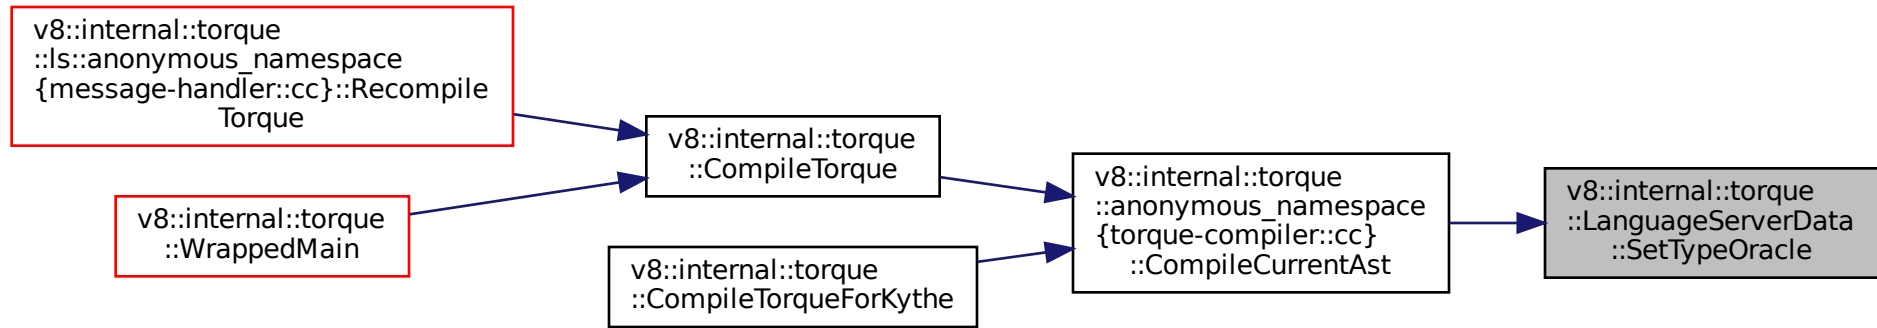 v8::internal::torque
::ls::anonymous_namespace
{message-handler::cc}::Recompile
Torque
v8::internal::torque
::WrappedMain
v8::internal::torque
::CompileTorque
v8::internal::torque
::CompileTorqueForKythe
v8::internal::torque
::anonymous_namespace
{torque-compiler::cc}
::CompileCurrentAst
v8::internal::torque
::LanguageServerData
::SetTypeOracle